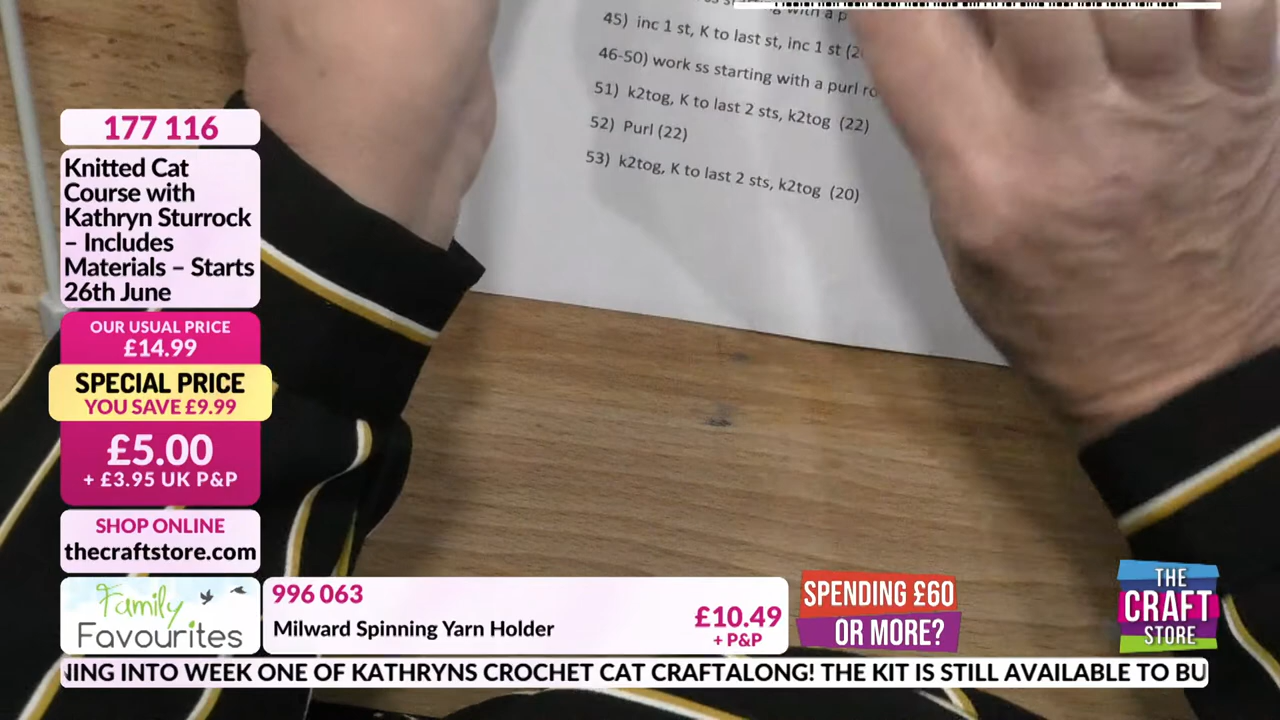 with a p
45) inc 1 st, K to last st, inc 1 st
46-50) work ss starting with a purl ro
51) k2tog, K to last 2 sts, k2tog (22)
52) Purl (22)
53) k2tog, K to last 2 sts, k2tog (20)
177 116
Knitted Cat
Course with
Kathryn Sturrock
– Includes
Materials – Starts
26th June
OUR USUAL PRICE
£14.99
SPECIAL PRICE
YOU SAVE £9.99
£5.00
+ £3.95 UK P&P
SHOP ONLINE
thecraftstore.com
Family
Favourites
996 063
Milward Spinning Yarn Holder
£10.49
+ P&P
SPENDING £60
OR MORE?
THE
CRAFT
STORE
NING INTO WEEK ONE OF KATHRYNS CROCHET CAT CRAFTALONG! THE KIT IS STILL AVAILABLE TO BU